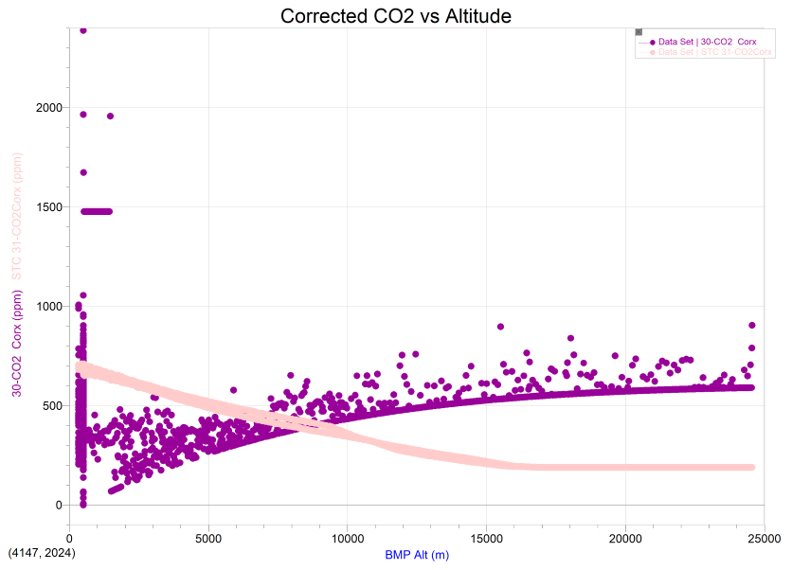 Corrected CO2 vs Altitude
Data Set | 30-CO2 Corx
Data Set | STC 31-CO2Corx
30-CO2 Corx (ppm) STC 31-CO2Corx (ppm)
2000
1500
1000
500
0
0 5000 10000 15000 20000 25000
(4147, 2024)
BMP Alt (m)